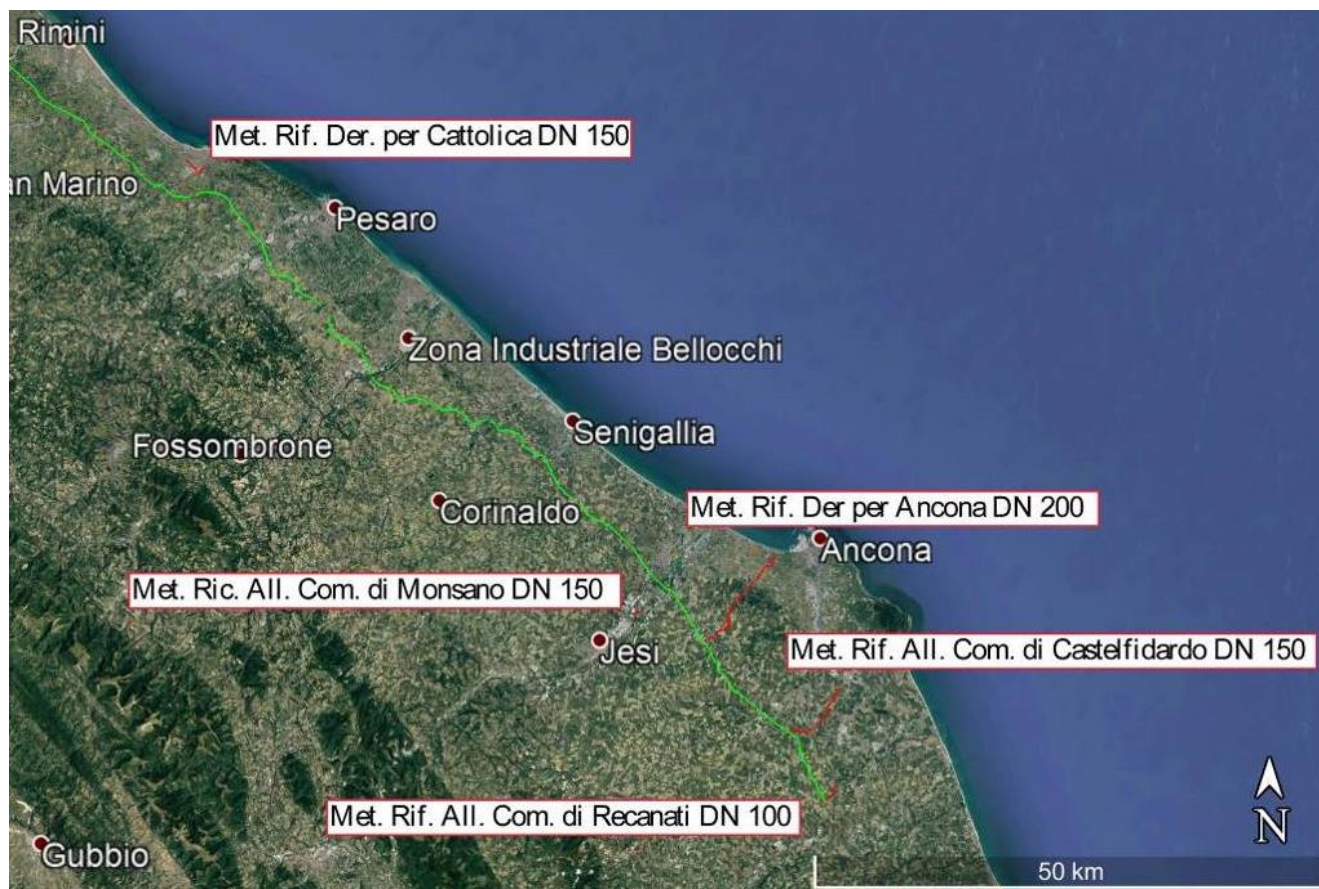 Rimini
Met. Rif. Der. per Cattolica DN 150
an Marino
Pesaro
Zona Industriale Bellocchi
Senigallia
Fossombrone
Corinaldo
Met. Rif. Der per Ancona DN 200
Ancona
Met. Ric. All. Com. di Monsano DN 150
Jesi
Met. Rif. All. Com. di Castelfidardo DN 150
Met. Rif. All. Com. di Recanati DN 100
N
Gubbio
50 km